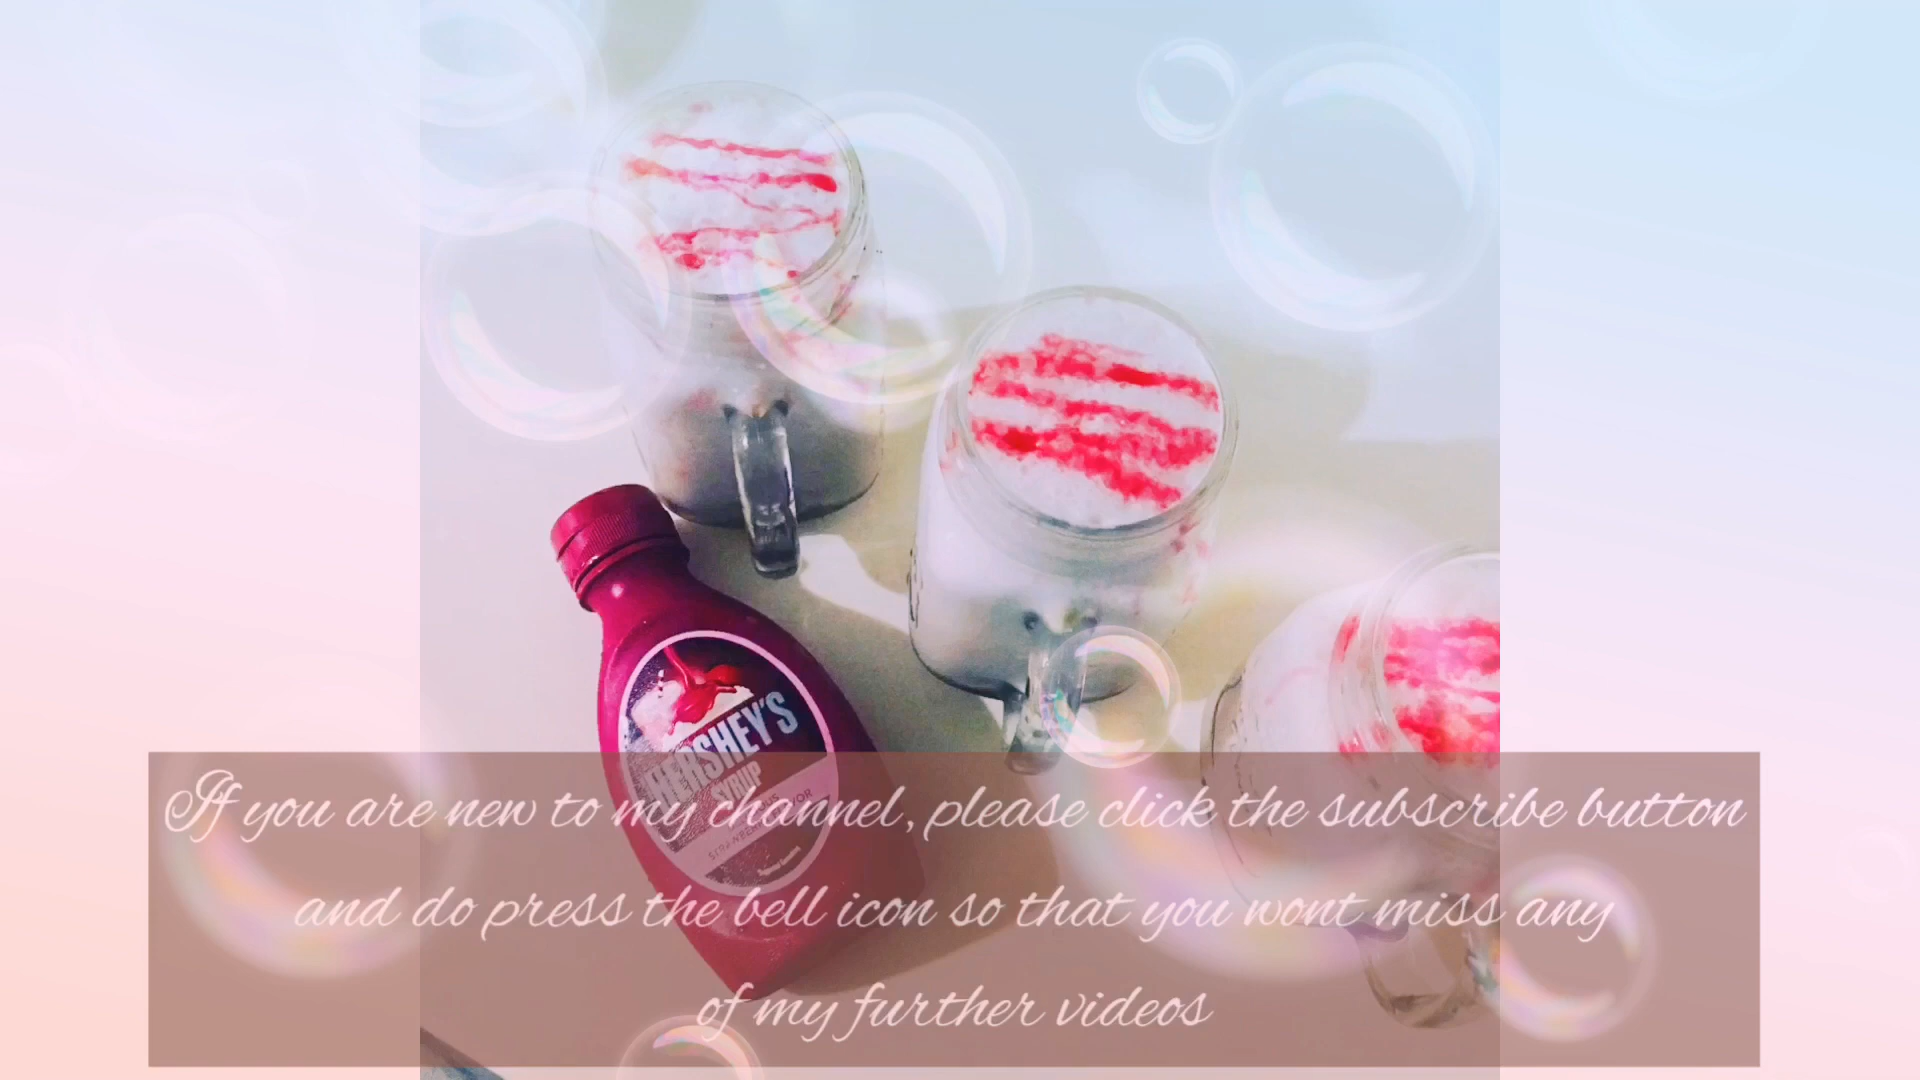 HERSHEY'S
SYRUP
If you are new to my channel, please click the subscribe button
and do press the bell icon so that you wont miss any
of my further videos